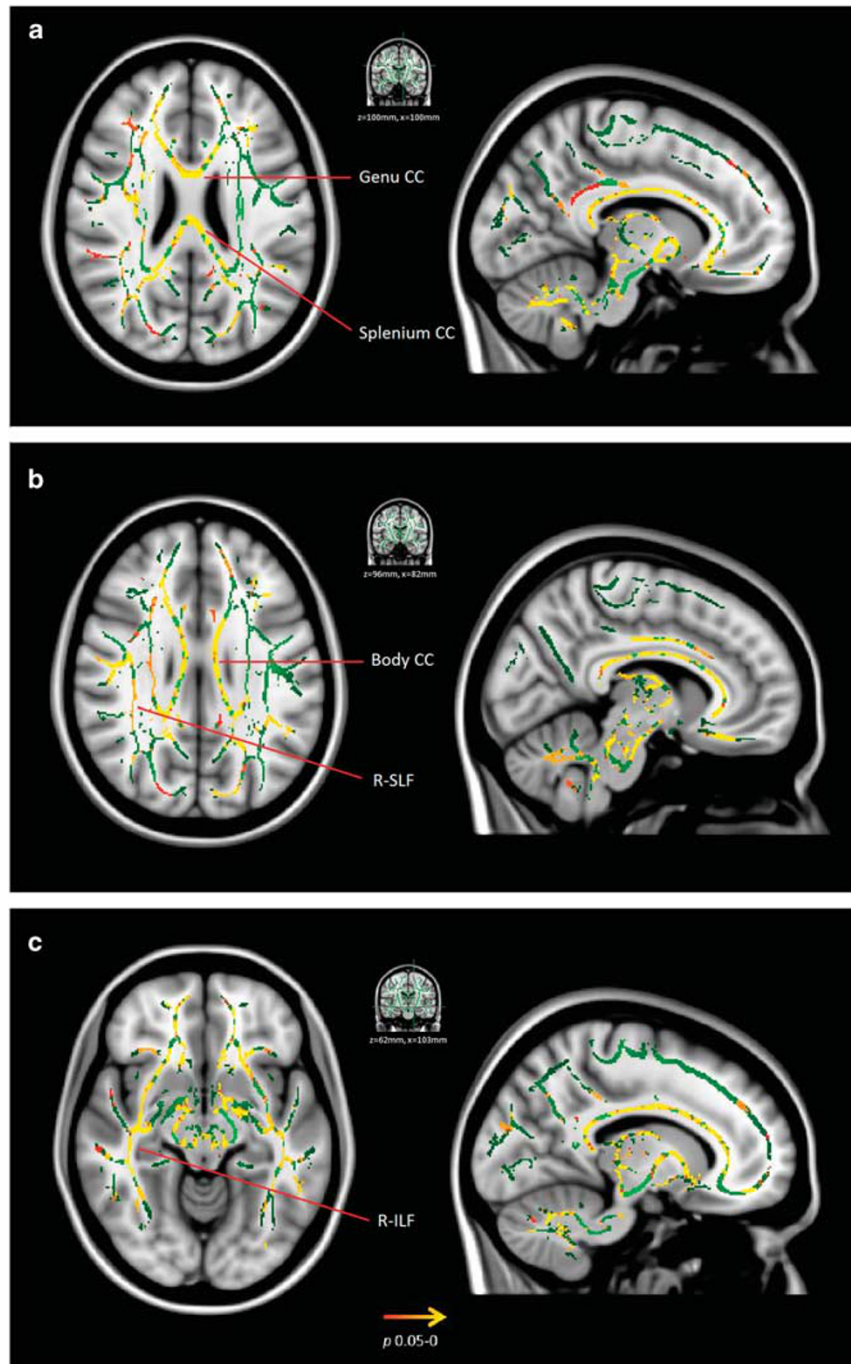 a
z=100mm, x=100mm
Genu CC
Splenium CC
b
z=96mm, x=82mm
Body CC
R-SLF
c
z=62mm, x=103mm
R-ILF
p 0.05-0